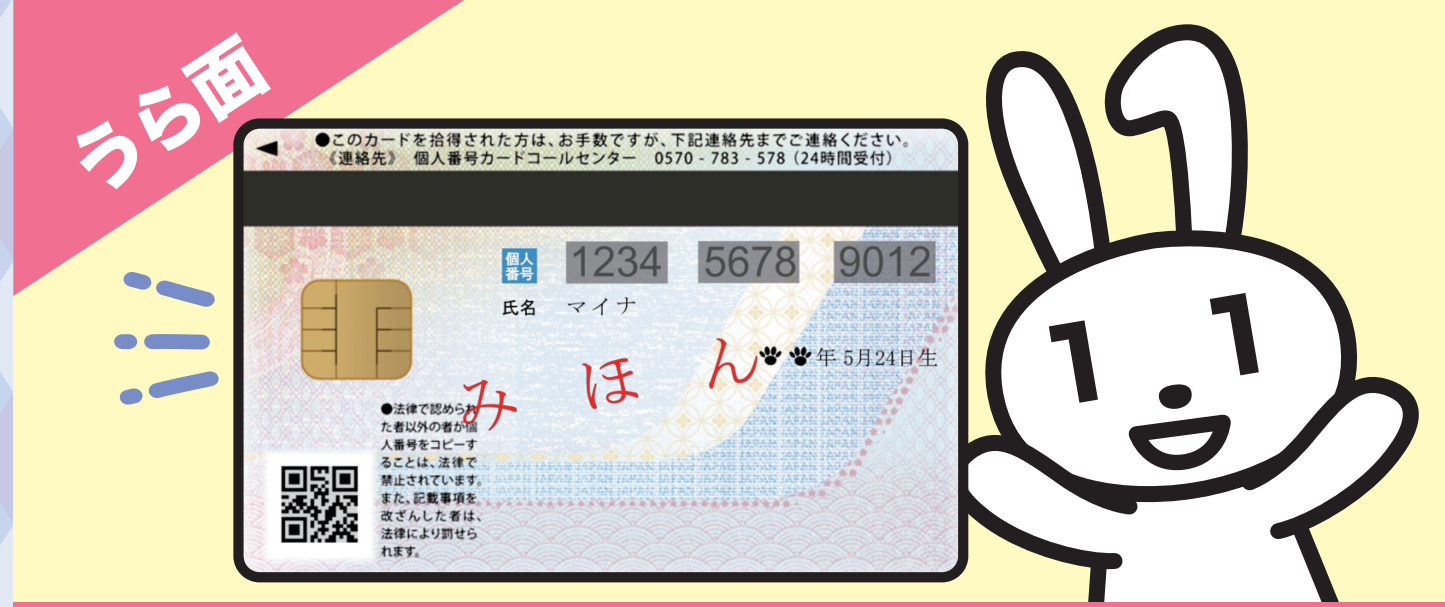 うら面
●このカードを拾得された方は、お手数ですが、下記連絡先までご連絡ください。
《連絡先》 個人番号カードコールセンター 0570 - 783 - 578（24時間受付）
個人
番号
1234 5678 9012
氏名 マイナ
年 5月24日生
みほん
●法律で認められ
た者以外の者が個
人番号をコピーす
ることは、法律で
禁止されています。
また、記載事項を
改ざんした者は、
法律により罰せら
れます。